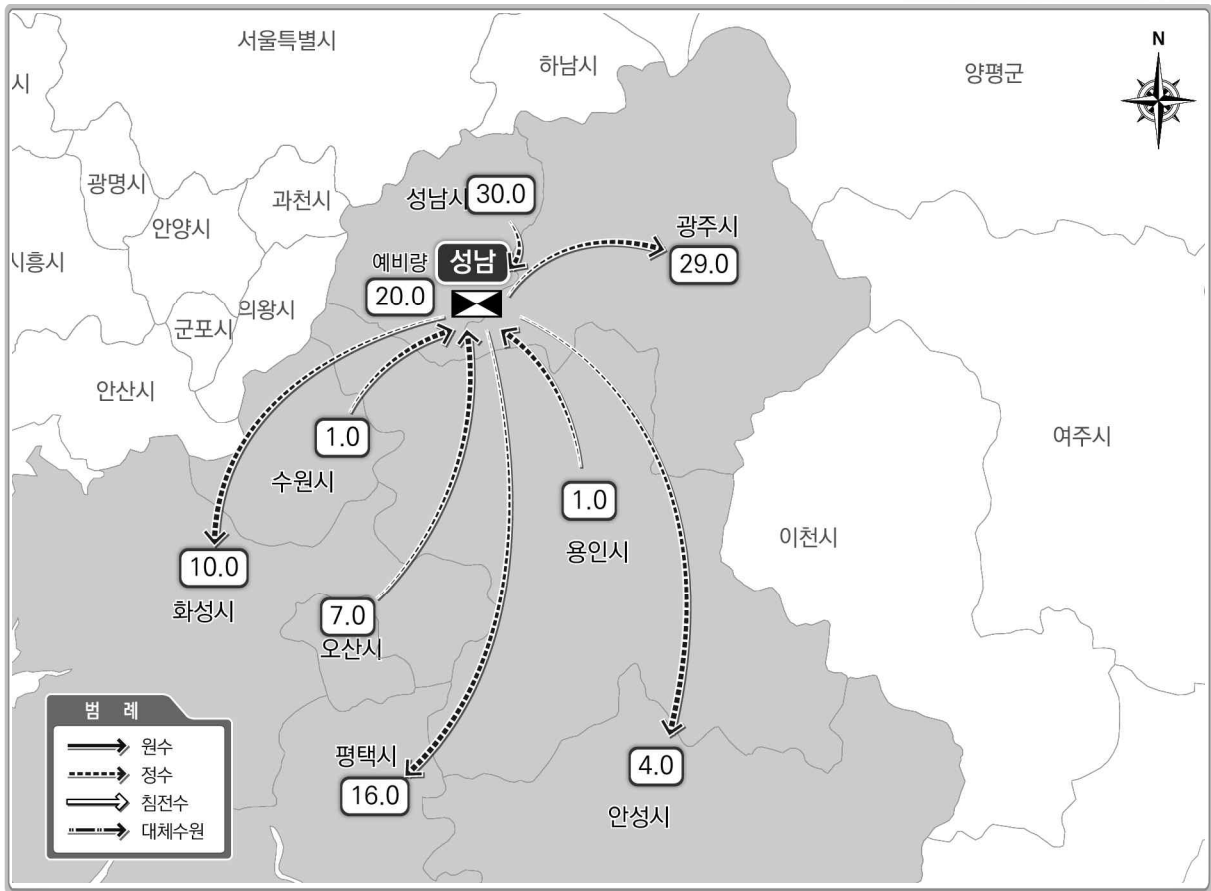 서울특별시
하남시
양평군
N
시
광명시
과천시
안양시
시흥시
의왕시
군포시
안산시
성남시
30.0
광주시
29.0
예비량
성남
20.0
1.0
수원시
1.0
용인시
여주시
이천시
10.0
화성시
7.0
오산시
평택시
16.0
4.0
안성시
범 례
원수
정수
침전수
대체수원